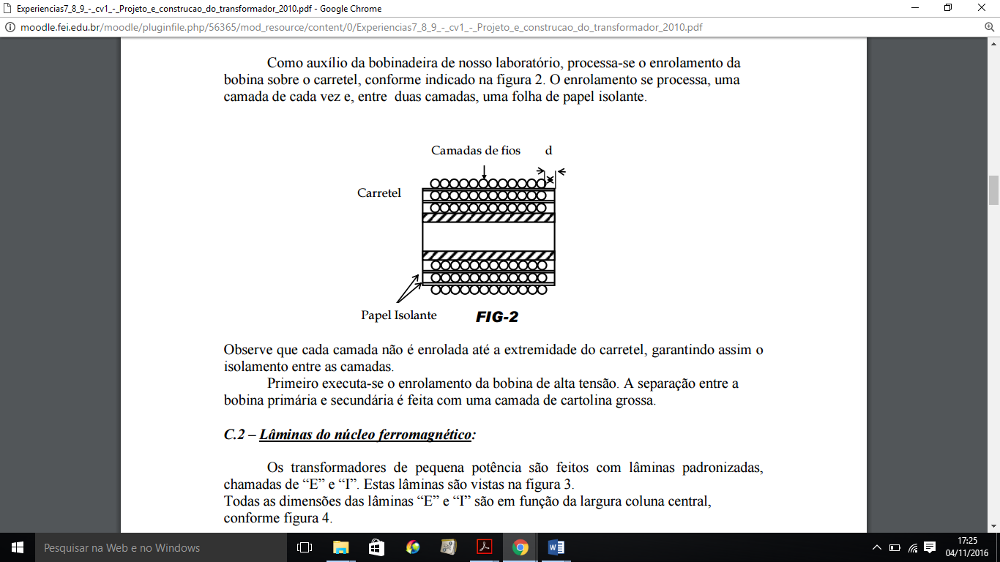 Experiencias7_8_9_-_cv1_-_Projeto_e_construcao_do_transformador_2010.pdf - Google Chrome
moodle.fei.edu.br/moodle/pluginfile.php/56365/mod_resource/content/0/Experiencias7_8_9_-_cv1_-_Projeto_e_construcao_do_transformador_2010.pdf
Como auxílio da bobinadeira de nosso laboratório, processa-se o enrolamento da
bobina sobre o carretel, conforme indicado na figura 2. O enrolamento se processa, uma
camada de cada vez e, entre duas camadas, uma folha de papel isolante.
Camadas de fios d
Carretel
Papel Isolante FIG-2
Observe que cada camada não é enrolada até a extremidade do carretel, garantindo assim o
isolamento entre as camadas.
Primeiro executa-se o enrolamento da bobina de alta tensão. A separação entre a
bobina primária e secundária é feita com uma camada de cartolina grossa.
C.2 – Lâminas do núcleo ferromagnético:
Os transformadores de pequena potência são feitos com lâminas padronizadas,
chamadas de “E” e “I”. Estas lâminas são vistas na figura 3.
Todas as dimensões das lâminas “E” e “I” são em função da largura coluna central,
conforme figura 4.
Pesquisar na Web e no Windows
17:25
04/11/2016